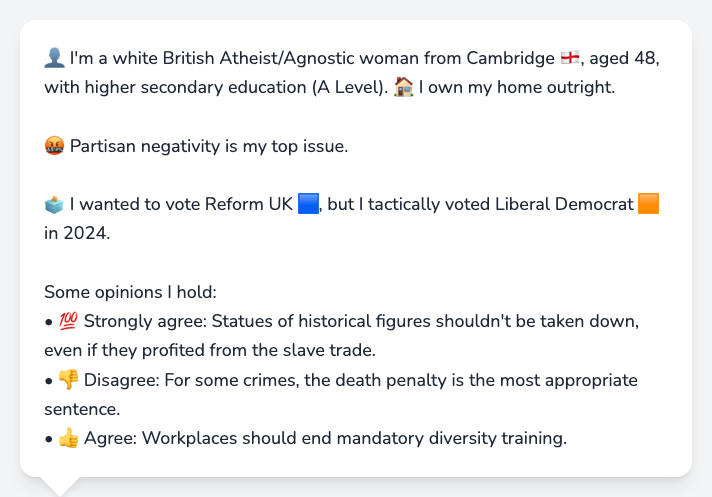 👤 I'm a white British Atheist/Agnostic woman from Cambridge 🏴󠁧󠁢󠁥󠁮󠁧󠁿, aged 48,
with higher secondary education (A Level). 🏠 I own my home outright.
🤬 Partisan negativity is my top issue.
🗳️ I wanted to vote Reform UK 🟦, but I tactically voted Liberal Democrat 🟧
in 2024.
Some opinions I hold:
• 💯 Strongly agree: Statues of historical figures shouldn't be taken down,
even if they profited from the slave trade.
• 👎 Disagree: For some crimes, the death penalty is the most appropriate
sentence.
• 👍 Agree: Workplaces should end mandatory diversity training.